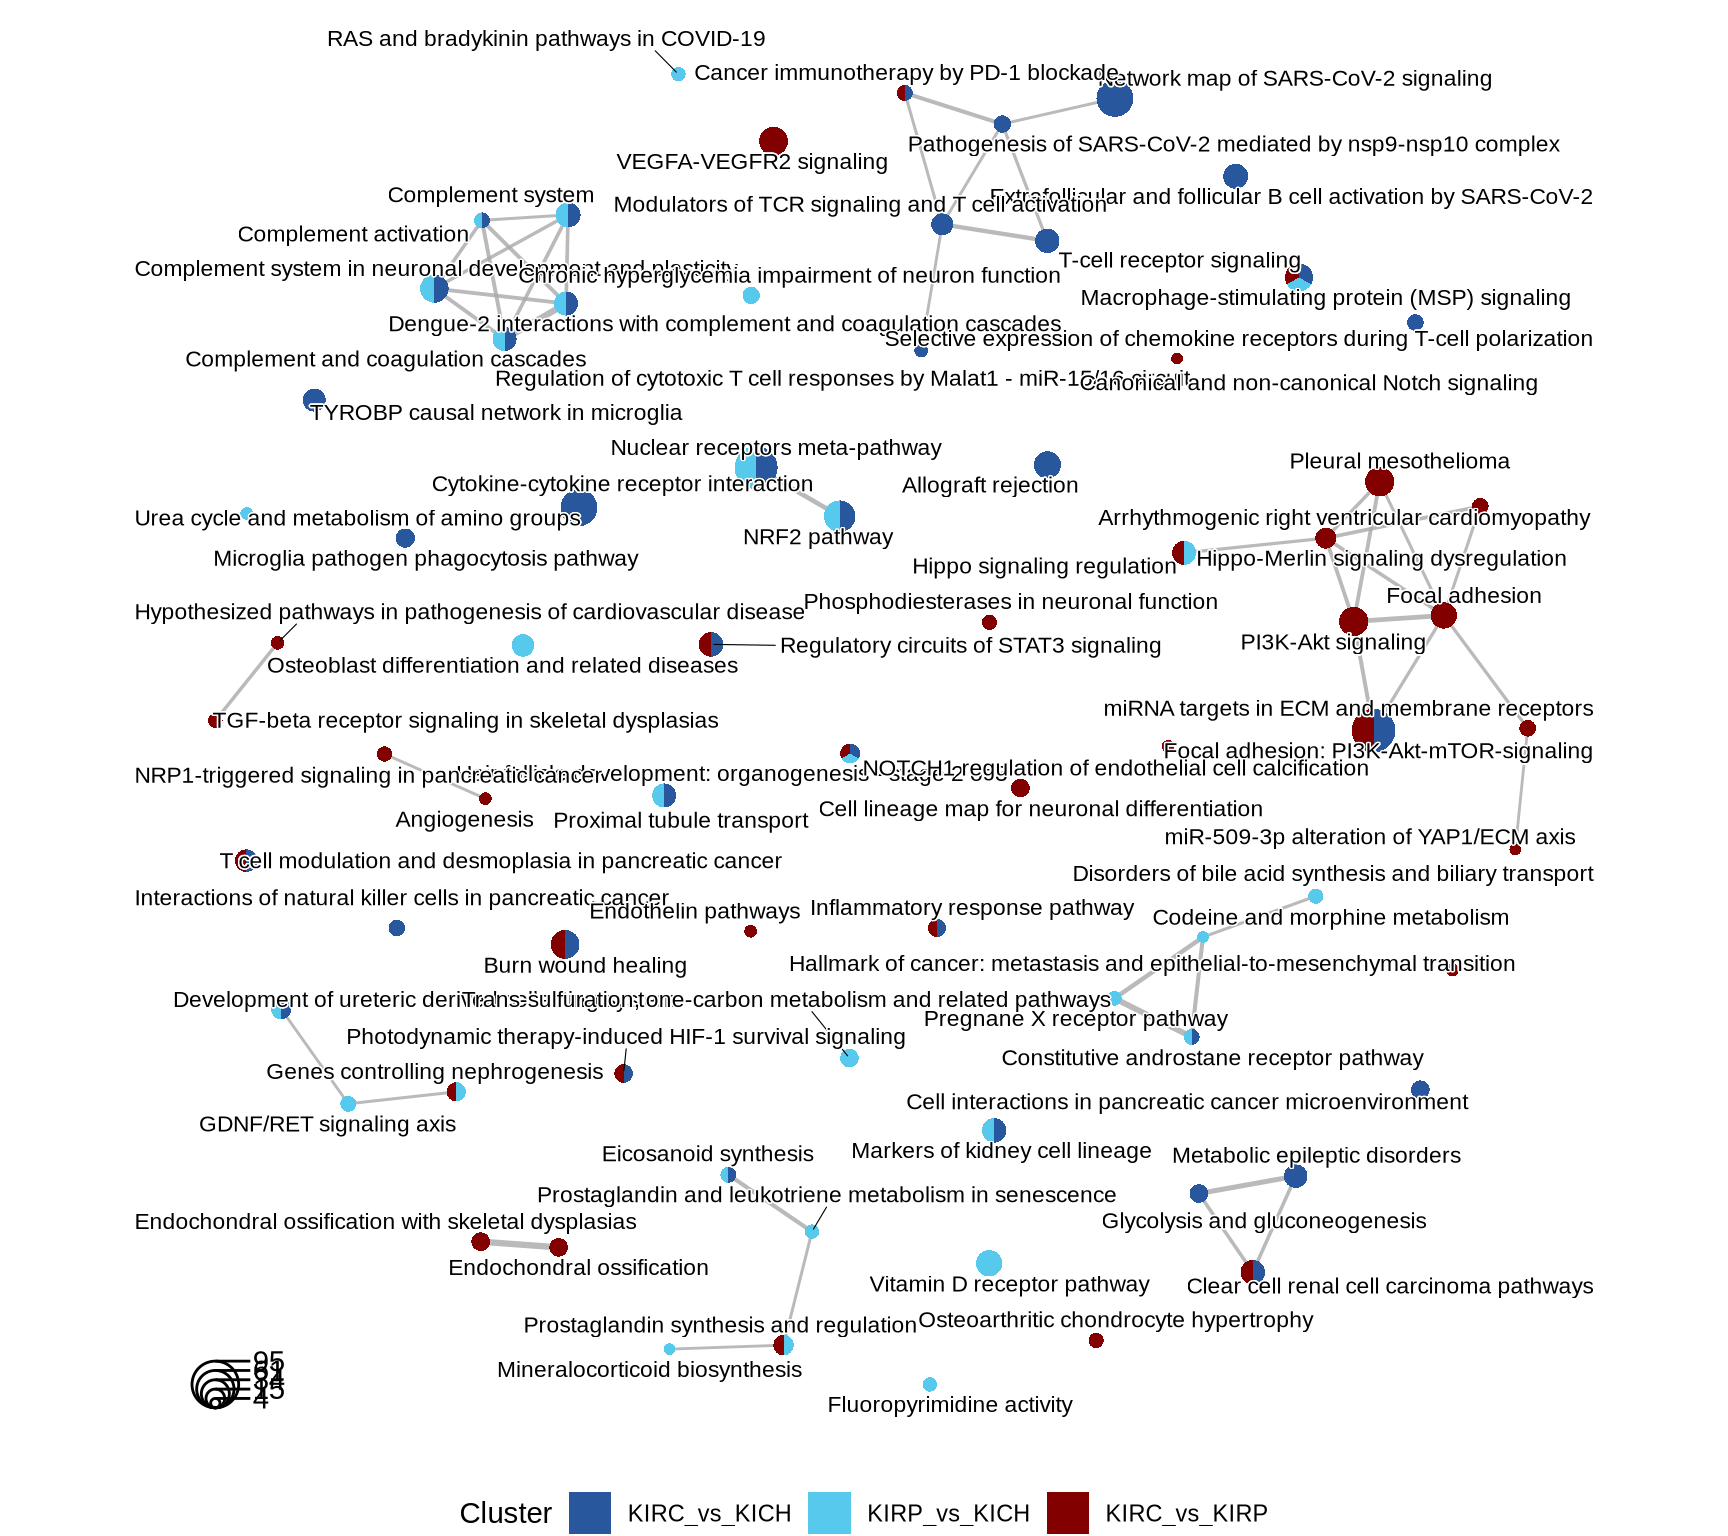 RAS and bradykinin pathways in COVID-19
Cancer immunotherapy by PD-1 blockade
Network map of SARS-CoV-2 signaling
Pathogenesis of SARS-CoV-2 mediated by nsp9-nsp10 complex
VEGFA-VEGFR2 signaling
Complement system
Extrafollicular and follicular B cell activation by SARS-CoV-2
Modulators of TCR signaling and T cell activation
Complement activation
T-cell receptor signaling
Complement system in neuronal development and plasticity
Chronic hyperglycemia impairment of neuron function
Macrophage-stimulating protein (MSP) signaling
Dengue-2 interactions with complement and coagulation cascades
Selective expression of chemokine receptors during T-cell polarization
Complement and coagulation cascades
Regulation of cytotoxic T cell responses by Malat1 - miR-15/16 circuit
Canonical and non-canonical Notch signaling
TYROBP causal network in microglia
Nuclear receptors meta-pathway
Pleural mesothelioma
Cytokine-cytokine receptor interaction
Allograft rejection
Urea cycle and metabolism of amino groups
Arrhythmogenic right ventricular cardiomyopathy
NRF2 pathway
Microglia pathogen phagocytosis pathway
Hippo signaling regulation
Hippo-Merlin signaling dysregulation
Focal adhesion
Hypothesized pathways in pathogenesis of cardiovascular disease
Phosphodiesterases in neuronal function
Regulatory circuits of STAT3 signaling
PI3K-Akt signaling
Osteoblast differentiation and related diseases
miRNA targets in ECM and membrane receptors
TGF-beta receptor signaling in skeletal dysplasias
Focal adhesion: PI3K-Akt-mTOR-signaling
NRP1-triggered signaling in pancreatic cancer
development: organogenesis - stage 2
NOTCH1 regulation of endothelial cell calcification
Cell lineage map for neuronal differentiation
Angiogenesis
Proximal tubule transport
miR-509-3p alteration of YAP1/ECM axis
T cell modulation and desmoplasia in pancreatic cancer
Disorders of bile acid synthesis and biliary transport
Interactions of natural killer cells in pancreatic cancer
Endothelin pathways
Inflammatory response pathway
Codeine and morphine metabolism
Burn wound healing
Hallmark of cancer: metastasis and epithelial-to-mesenchymal transition
Development of ureteric
one-carbon metabolism and related pathways
Pregnane X receptor pathway
Photodynamic therapy-induced HIF-1 survival signaling
Constitutive androstane receptor pathway
Genes controlling nephrogenesis
Cell interactions in pancreatic cancer microenvironment
GDNF/RET signaling axis
Markers of kidney cell lineage
Eicosanoid synthesis
Metabolic epileptic disorders
Prostaglandin and leukotriene metabolism in senescence
Endochondral ossification with skeletal dysplasias
Glycolysis and gluconeogenesis
Endochondral ossification
Vitamin D receptor pathway
Clear cell renal cell carcinoma pathways
Prostaglandin synthesis and regulation
Osteoarthritic chondrocyte hypertrophy
Mineralocorticoid biosynthesis
Fluoropyrimidine activity
95
15
4
Cluster
KIRC_vs_KICH
KIRP_vs_KICH
KIRC_vs_KIRP